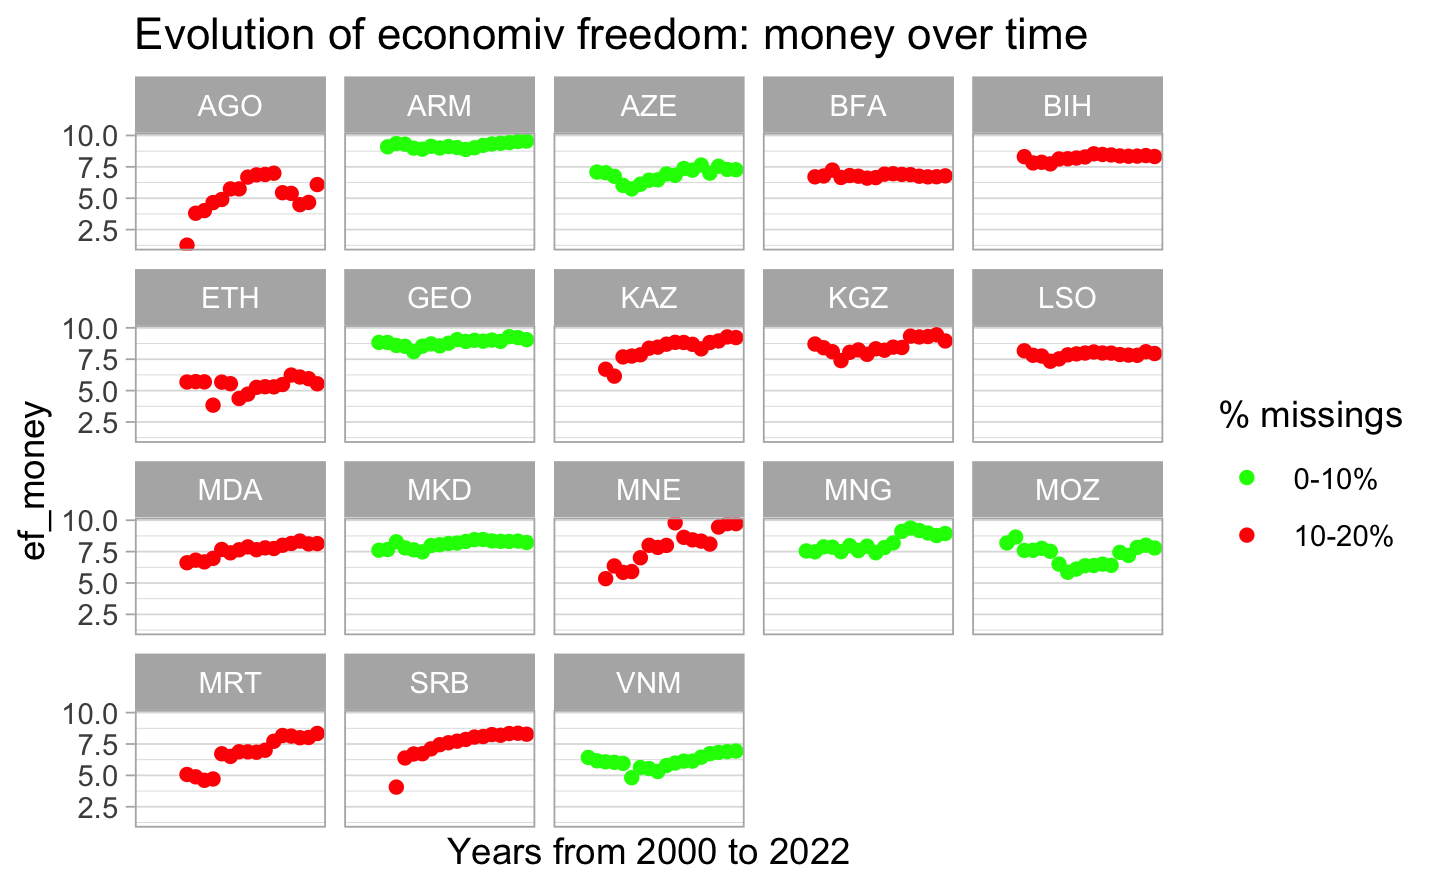 Evolution of economiv freedom: money over time
AGO ARM AZE BFA BIH
10.0
7.5
5.0
2.5
ETH GEO KAZ KGZ LSO
10.0
7.5
5.0
2.5
MDA MKD MNE MNG MOZ
10.0
7.5
5.0
2.5
MRT SRB VNM
10.0
7.5
5.0
2.5
ef_money
Years from 2000 to 2022
% missings
0-10%
10-20%